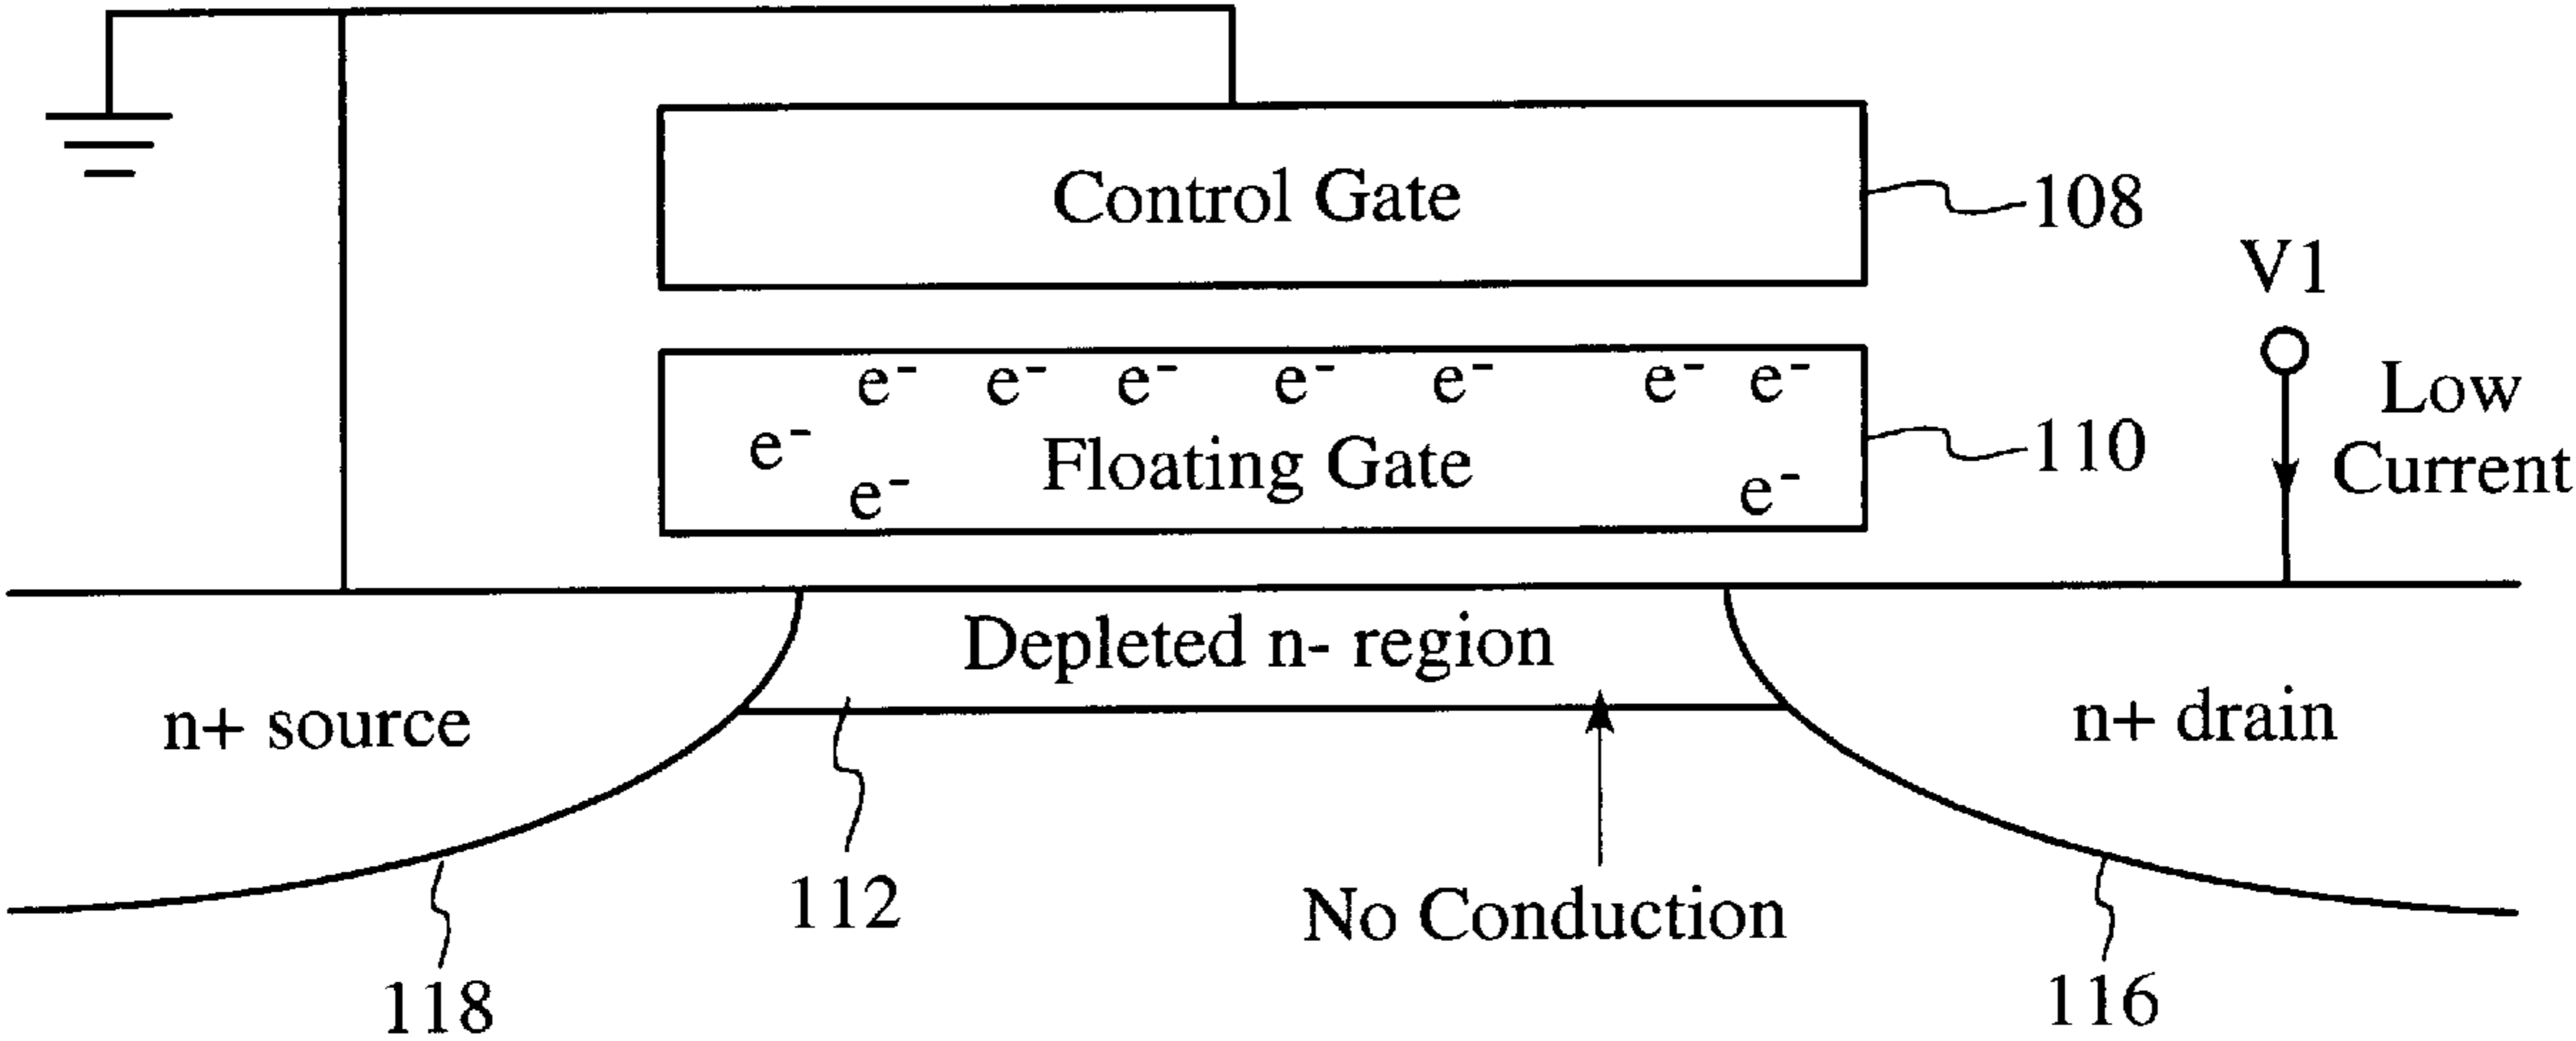 Control Gate
108
V1
e- e- e- e- e- e- e-
Low
Current
e-
Floating Gate
110
e-
e-
Depleted n- region
n+ source
n+ drain
112
No Conduction
118
116